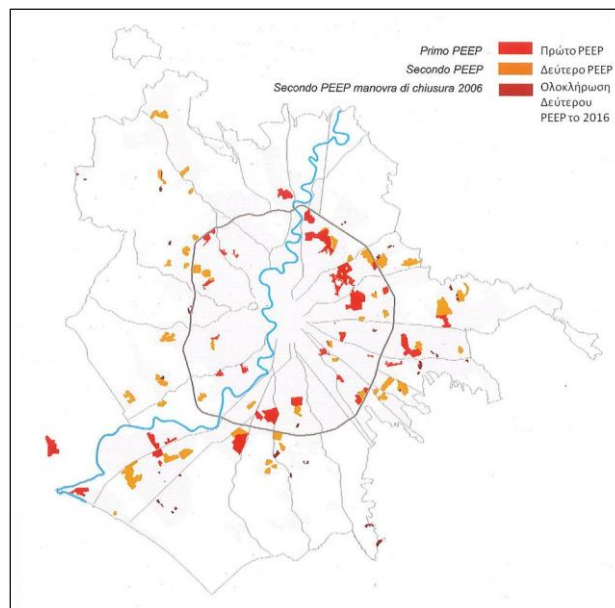 Primo PEEP Πρώτο PEEP
Secondo PEEP Δεύτερο PEEP
Secondo PEEP manovra di chiusura 2006 Ολοκλήρωση
Δεύτερου
PEEP το 2016